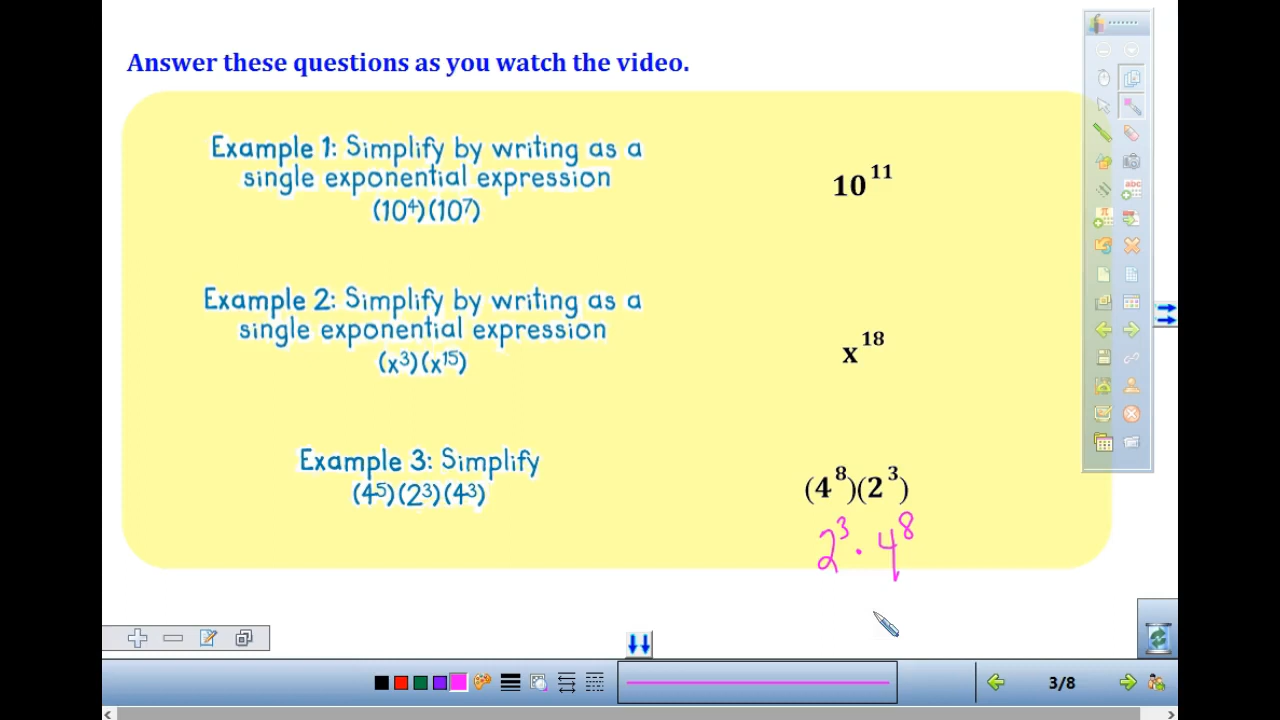 Answer these questions as you watch the video.
Example 1: Simplify by writing as a
single exponential expression
(10⁴)(10⁷)
10¹¹
Example 2: Simplify by writing as a
single exponential expression
(x³)(x¹⁵)
x¹⁸
Example 3: Simplify
(4⁵)(2³)(4³)
(4⁸)(2³)
2³ · 4⁸
abc
π
3/8